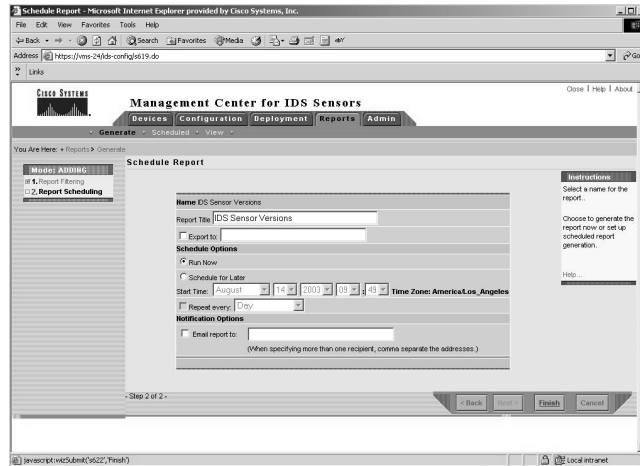 Schedule Report - Microsoft Internet Explorer provided by Cisco Systems, Inc.
File Edit View Favorites Tools Help
Back Search Favorites Media
Address https://vms-24/ids-config/s619.do Go
Links
Close | Help | About
CISCO SYSTEMS
Management Center for IDS Sensors
Devices Configuration Deployment Reports Admin
Generate Scheduled View
You Are Here: Reports > Generate
Mode: ADDING
1. Report Filtering
2. Report Scheduling
Schedule Report
Name IDS Sensor Versions
Report Title IDS Sensor Versions
Export to:
Schedule Options
Run Now
Schedule for Later
Start Time: August 14 2003 09 : 49 Time Zone: America/Los_Angeles
Repeat every: Day
Notification Options
Email report to:
(When specifying more than one recipient, comma separate the addresses.)
Instructions
Select a name for the
report..
Choose to generate the
report now or set up
scheduled report
generation.
Help...
- Step 2 of 2 -
< Back Next > Finish Cancel
javascript:wizSubmit('s622','Finish')
Local intranet